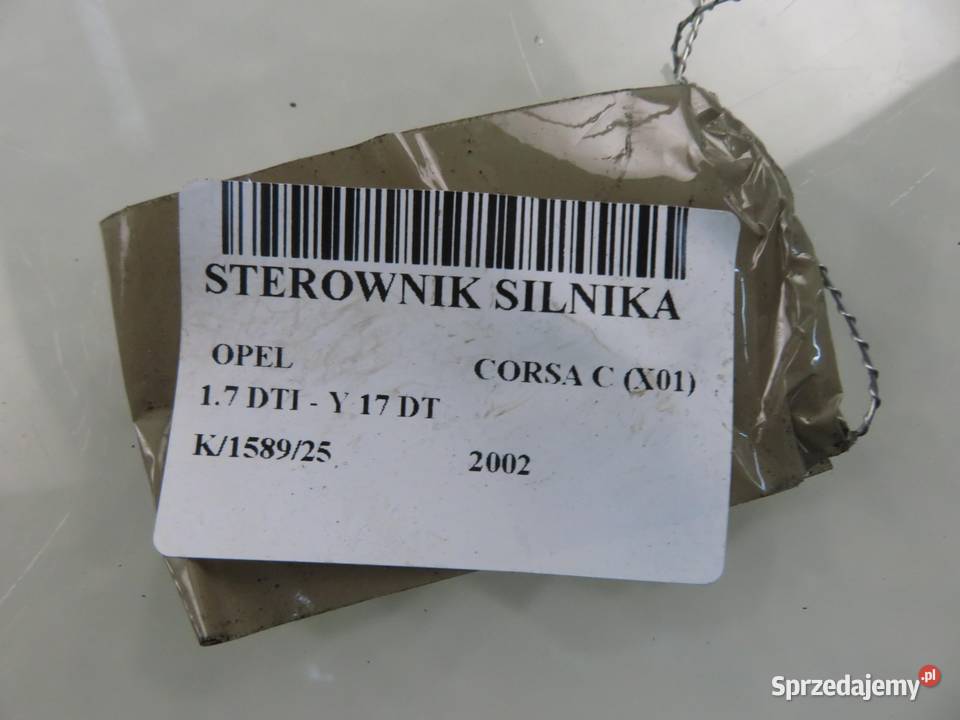 STEROWNIK SILNIKA
OPEL CORSA C (X01)
1.7 DTI - Y 17 DT
K/1589/25 2002
Sprzedajemy.pl